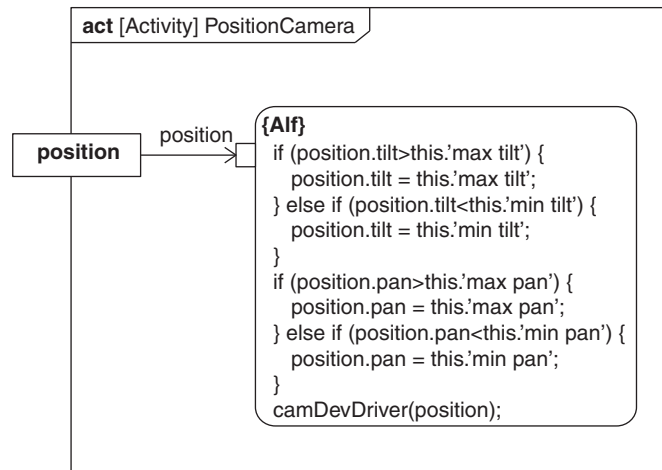 act [Activity] PositionCamera
position
position
{Alf}
if (position.tilt>this.’max tilt’) {
position.tilt = this.’max tilt’;
} else if (position.tilt<this.’min tilt’) {
position.tilt = this.’min tilt’;
}
if (position.pan>this.’max pan’) {
position.pan = this.’max pan’;
} else if (position.pan<this.’min pan’) {
position.pan = this.’min pan’;
}
camDevDriver(position);